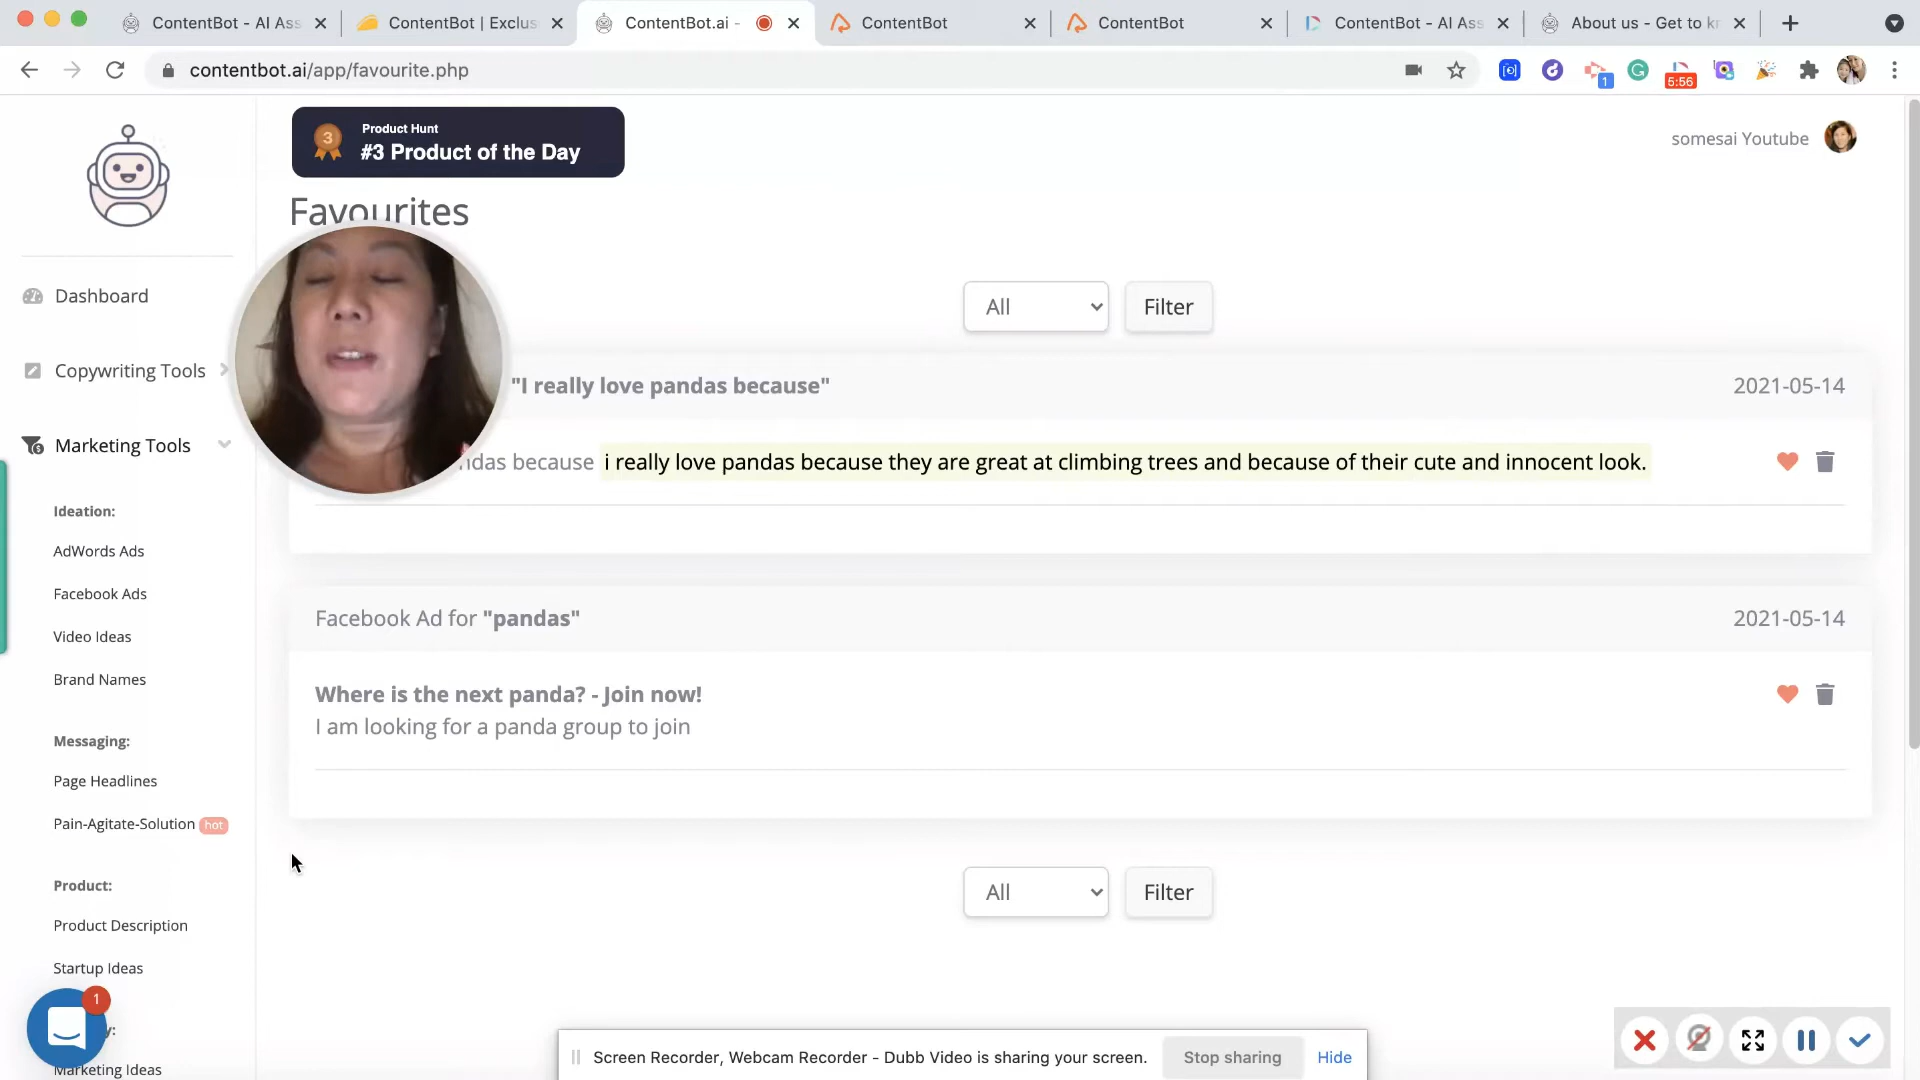 ContentBot - AI Ass
ContentBot | Exclus
ContentBot.ai -
ContentBot
ContentBot
ContentBot - AI Ass
About us - Get to kr
contentbot.ai/app/favourite.php
1
5:56
3
Product Hunt
#3 Product of the Day
somesai Youtube
Favourites
Dashboard
Copywriting Tools
Marketing Tools
Ideation:
AdWords Ads
Facebook Ads
Video Ideas
Brand Names
Messaging:
Page Headlines
Pain-Agitate-Solution hot
Product:
Product Description
Startup Ideas
1
y:
Marketing Ideas
All
Filter
"I really love pandas because"
2021-05-14
ndas because i really love pandas because they are great at climbing trees and because of their cute and innocent look.
Facebook Ad for "pandas"
2021-05-14
Where is the next panda? - Join now!
I am looking for a panda group to join
All
Filter
Screen Recorder, Webcam Recorder - Dubb Video is sharing your screen.
Stop sharing
Hide